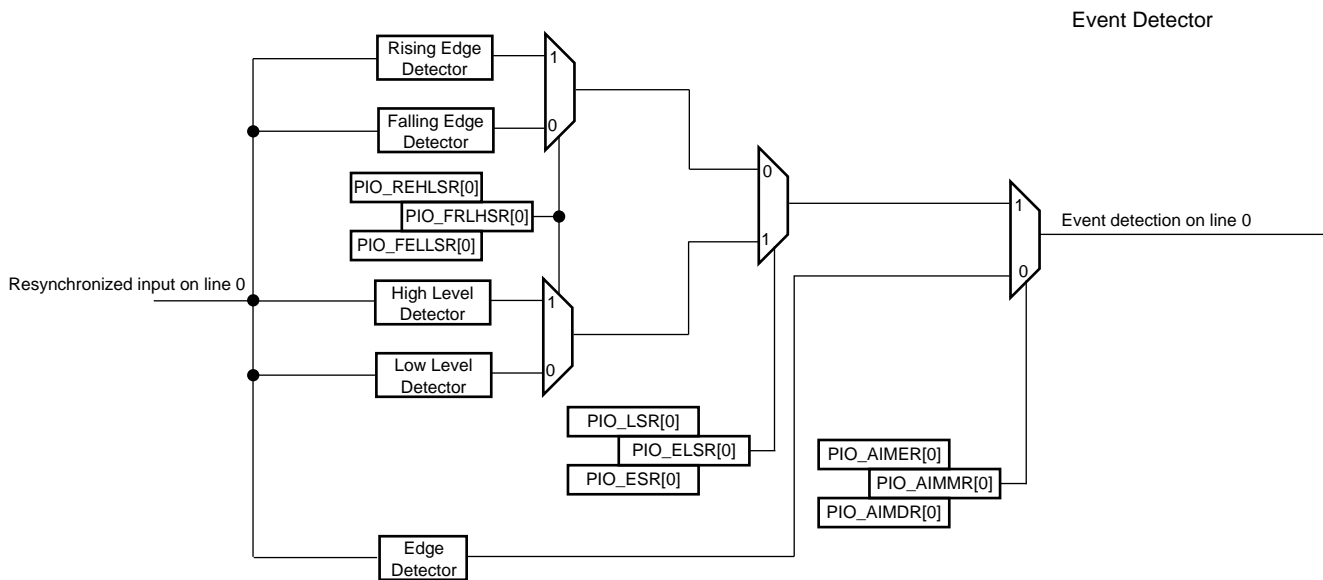 Event Detector
Rising Edge
Detector
1
Falling Edge
Detector
0
0
PIO_REHLSR[0]
PIO_FRLHSR[0]
PIO_FELLSR[0]
1
1
Event detection on line 0
0
Resynchronized input on line 0
High Level
Detector
1
Low Level
Detector
0
PIO_LSR[0]
PIO_ELSR[0]
PIO_ESR[0]
PIO_AIMER[0]
PIO_AIMMR[0]
PIO_AIMDR[0]
Edge
Detector